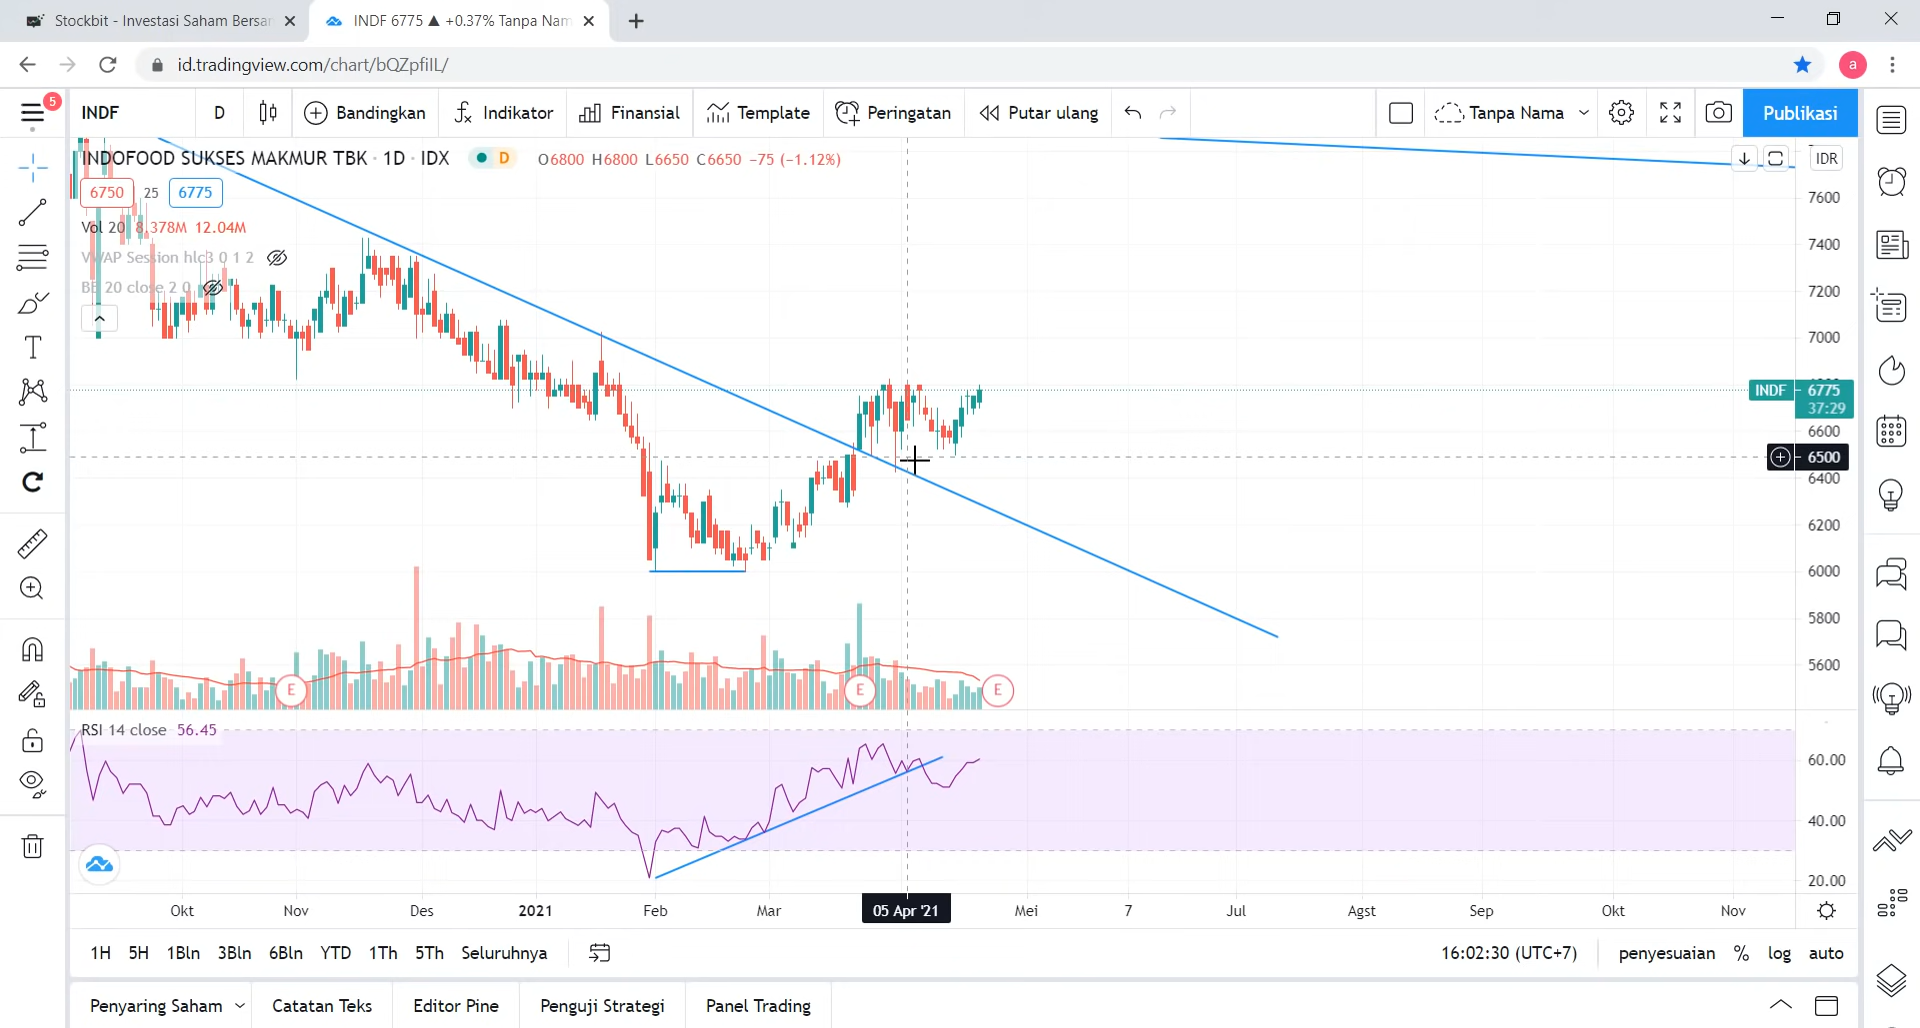 Stockbit - Investasi Saham Bersar
INDF 6775 ▲ +0.37% Tanpa Nam
id.tradingview.com/chart/bQZpfiIL/
a
5
INDF
D
Bandingkan
Indikator
Finansial
Template
Peringatan
Putar ulang
Tanpa Nama
Publikasi
INDOFOOD SUKSES MAKMUR TBK · 1D · IDX
D
O6800 H6800 L6650 C6650 −75 (−1.12%)
IDR
6750
25
6775
Vol 20 8.378M 12.04M
VWAP Session hlc3 0 1 2
BB 20 close 2 0
7600
7400
7200
7000
INDF
6775
37:29
6600
6500
6400
6200
6000
5800
5600
E
E
E
RSI 14 close 56.45
60.00
40.00
20.00
Okt
Nov
Des
2021
Feb
Mar
05 Apr '21
Mei
7
Jul
Agst
Sep
Okt
Nov
1H
5H
1Bln
3Bln
6Bln
YTD
1Th
5Th
Seluruhnya
16:02:30 (UTC+7)
penyesuaian
%
log
auto
Penyaring Saham
Catatan Teks
Editor Pine
Penguji Strategi
Panel Trading